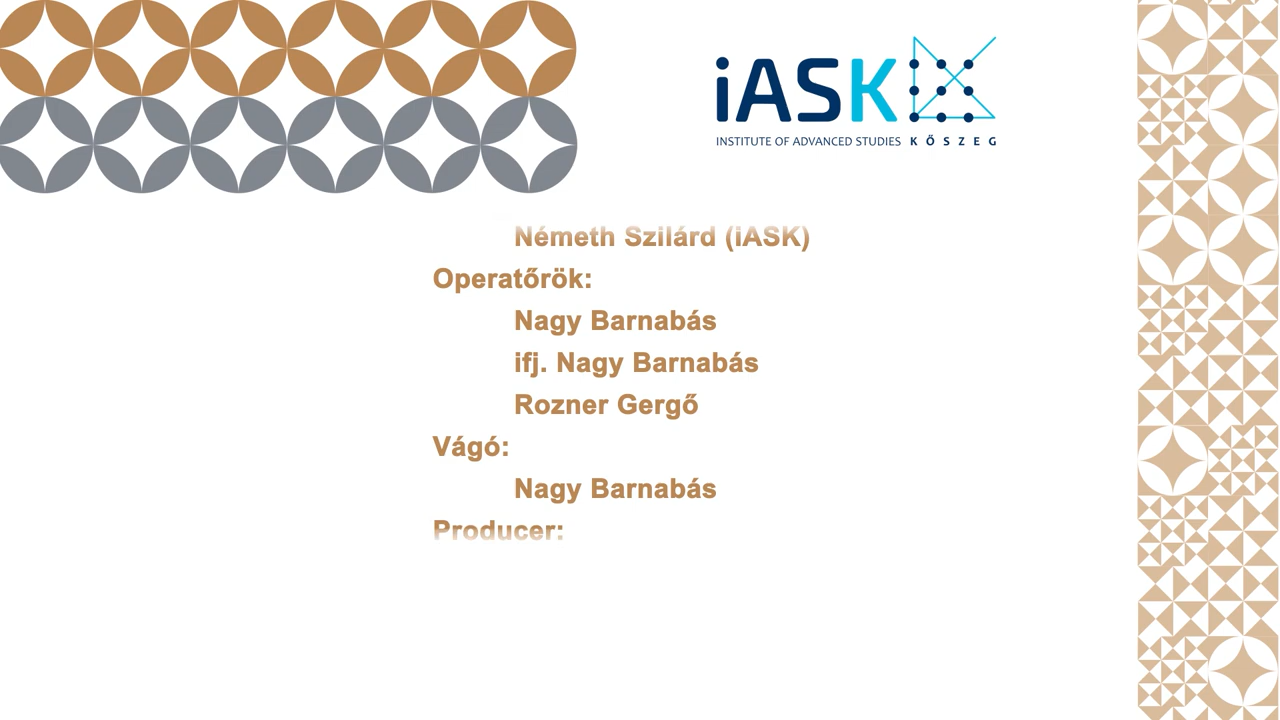 iASK
INSTITUTE OF ADVANCED STUDIES KŐSZEG
Németh Szilárd (iASK)
Operatőrök:
Nagy Barnabás
ifj. Nagy Barnabás
Rozner Gergő
Vágó:
Nagy Barnabás
Producer: